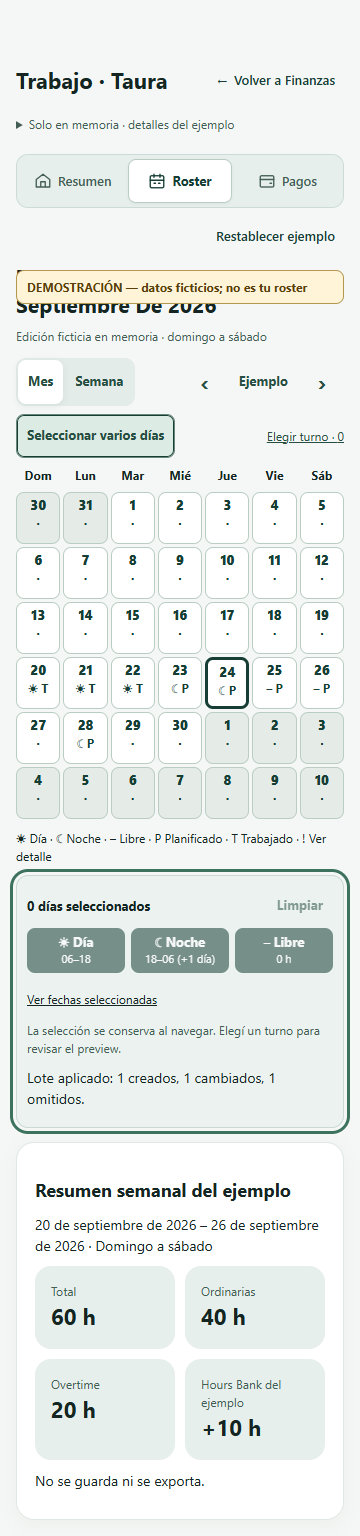 Trabajo · Taura
← Volver a Finanzas
▶ Solo en memoria · detalles del ejemplo
Resumen
Roster
Pagos
Restablecer ejemplo
DEMOSTRACIÓN — datos ficticios; no es tu roster
Septiembre De 2026
Edición ficticia en memoria · domingo a sábado
Mes
Semana
‹
Ejemplo
›
Seleccionar varios días
Elegir turno · 0
Dom Lun Mar Mié Jue Vie Sáb
30 31 1 2 3 4 5
· · · · · · ·
6 7 8 9 10 11 12
· · · · · · ·
13 14 15 16 17 18 19
· · · · · · ·
20 21 22 23 24 25 26
☀ T ☀ T ☀ T ☾ P ☾ P – P – P
27 28 29 30 1 2 3
· ☾ P · · · · ·
4 5 6 7 8 9 10
· · · · · · ·
☀ Día · ☾ Noche · – Libre · P Planificado · T Trabajado · ! Ver
detalle
0 días seleccionados
Limpiar
☀ Día
06–18
☾ Noche
18–06 (+1 día)
– Libre
0 h
Ver fechas seleccionadas
La selección se conserva al navegar. Elegí un turno para
revisar el preview.
Lote aplicado: 1 creados, 1 cambiados, 1
omitidos.
Resumen semanal del ejemplo
20 de septiembre de 2026 – 26 de septiembre
de 2026 · Domingo a sábado
Total
60 h
Ordinarias
40 h
Overtime
20 h
Hours Bank del
ejemplo
+10 h
No se guarda ni se exporta.